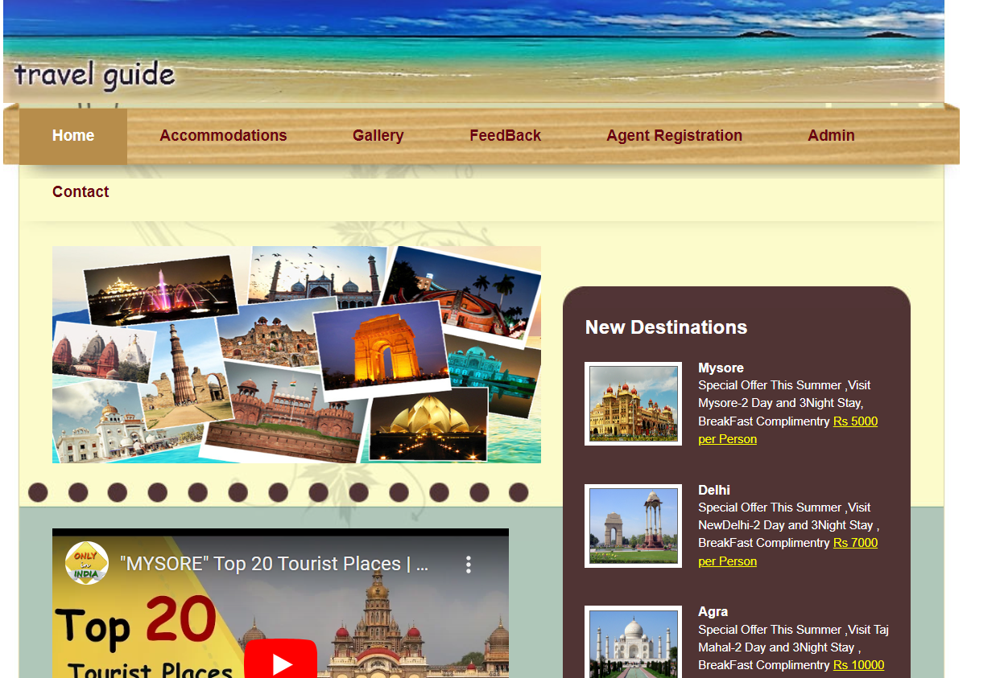 travel guide
Home Accommodations Gallery FeedBack Agent Registration Admin
Contact
New Destinations
Mysore
Special Offer This Summer ,Visit
Mysore-2 Day and 3Night Stay,
BreakFast Complimentry Rs 5000
per Person
Delhi
Special Offer This Summer ,Visit
NewDelhi-2 Day and 3Night Stay ,
BreakFast Complimentry Rs 7000
per Person
Agra
Special Offer This Summer ,Visit Taj
Mahal-2 Day and 3Night Stay ,
BreakFast Complimentry Rs 10000
ONLY
in
INDIA
"MYSORE" Top 20 Tourist Places | ...
Top 20
Tourist Places